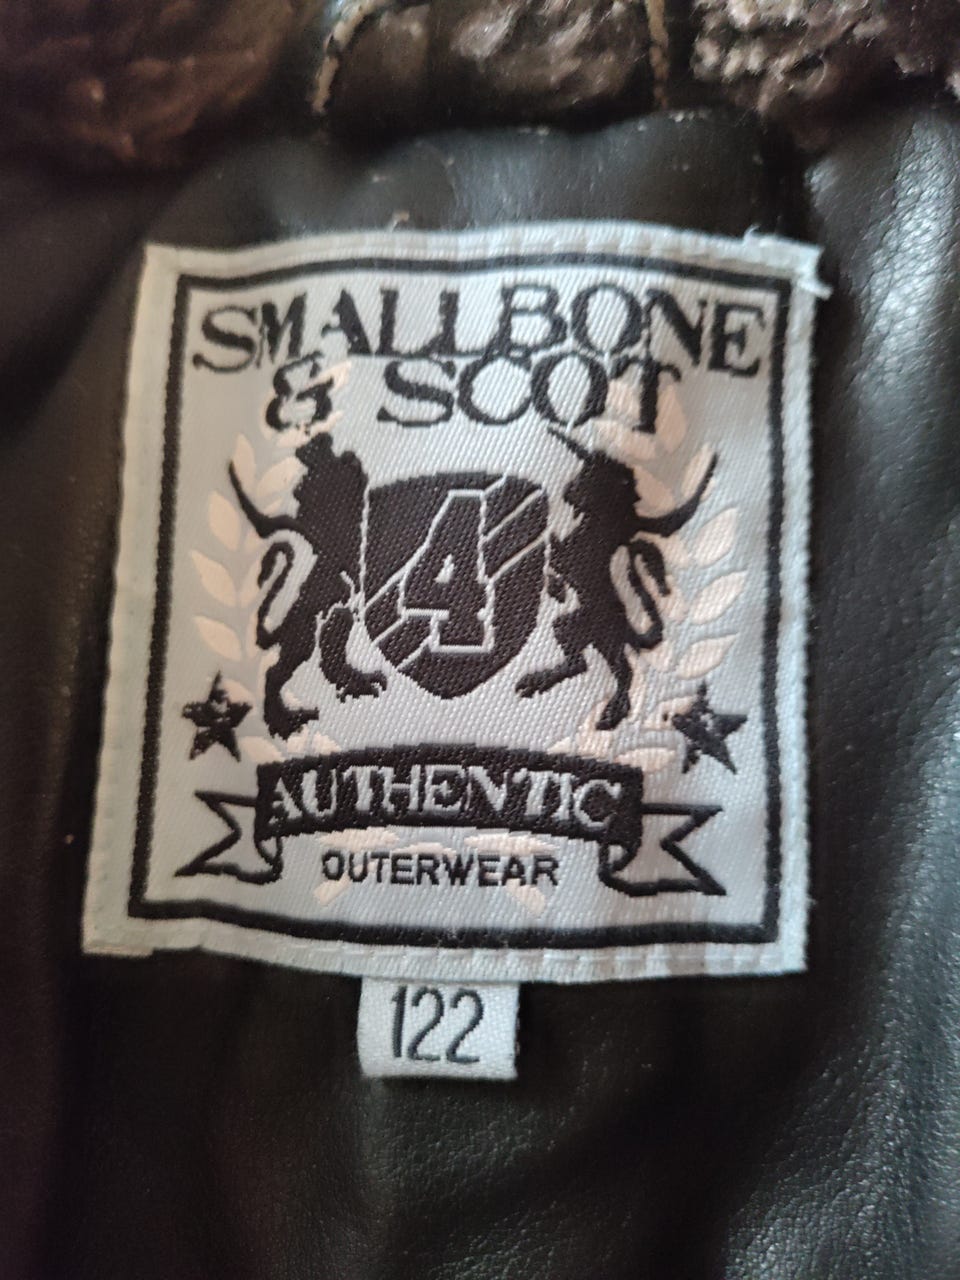 SMALLBONE
& SCOT
4
AUTHENTIC
OUTERWEAR
122